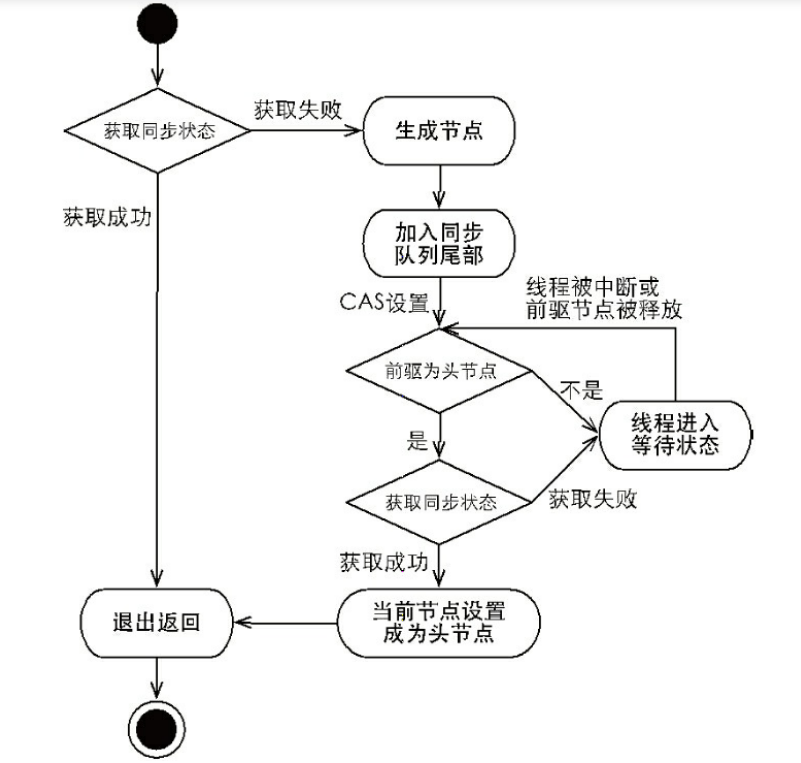 获取同步状态
获取失败
生成节点
获取成功
加入同步
队列尾部
CAS设置
线程被中断或
前驱节点被释放
前驱为头节点
不是
线程进入
等待状态
是
获取同步状态
获取失败
获取成功
退出返回
当前节点设置
成为头节点